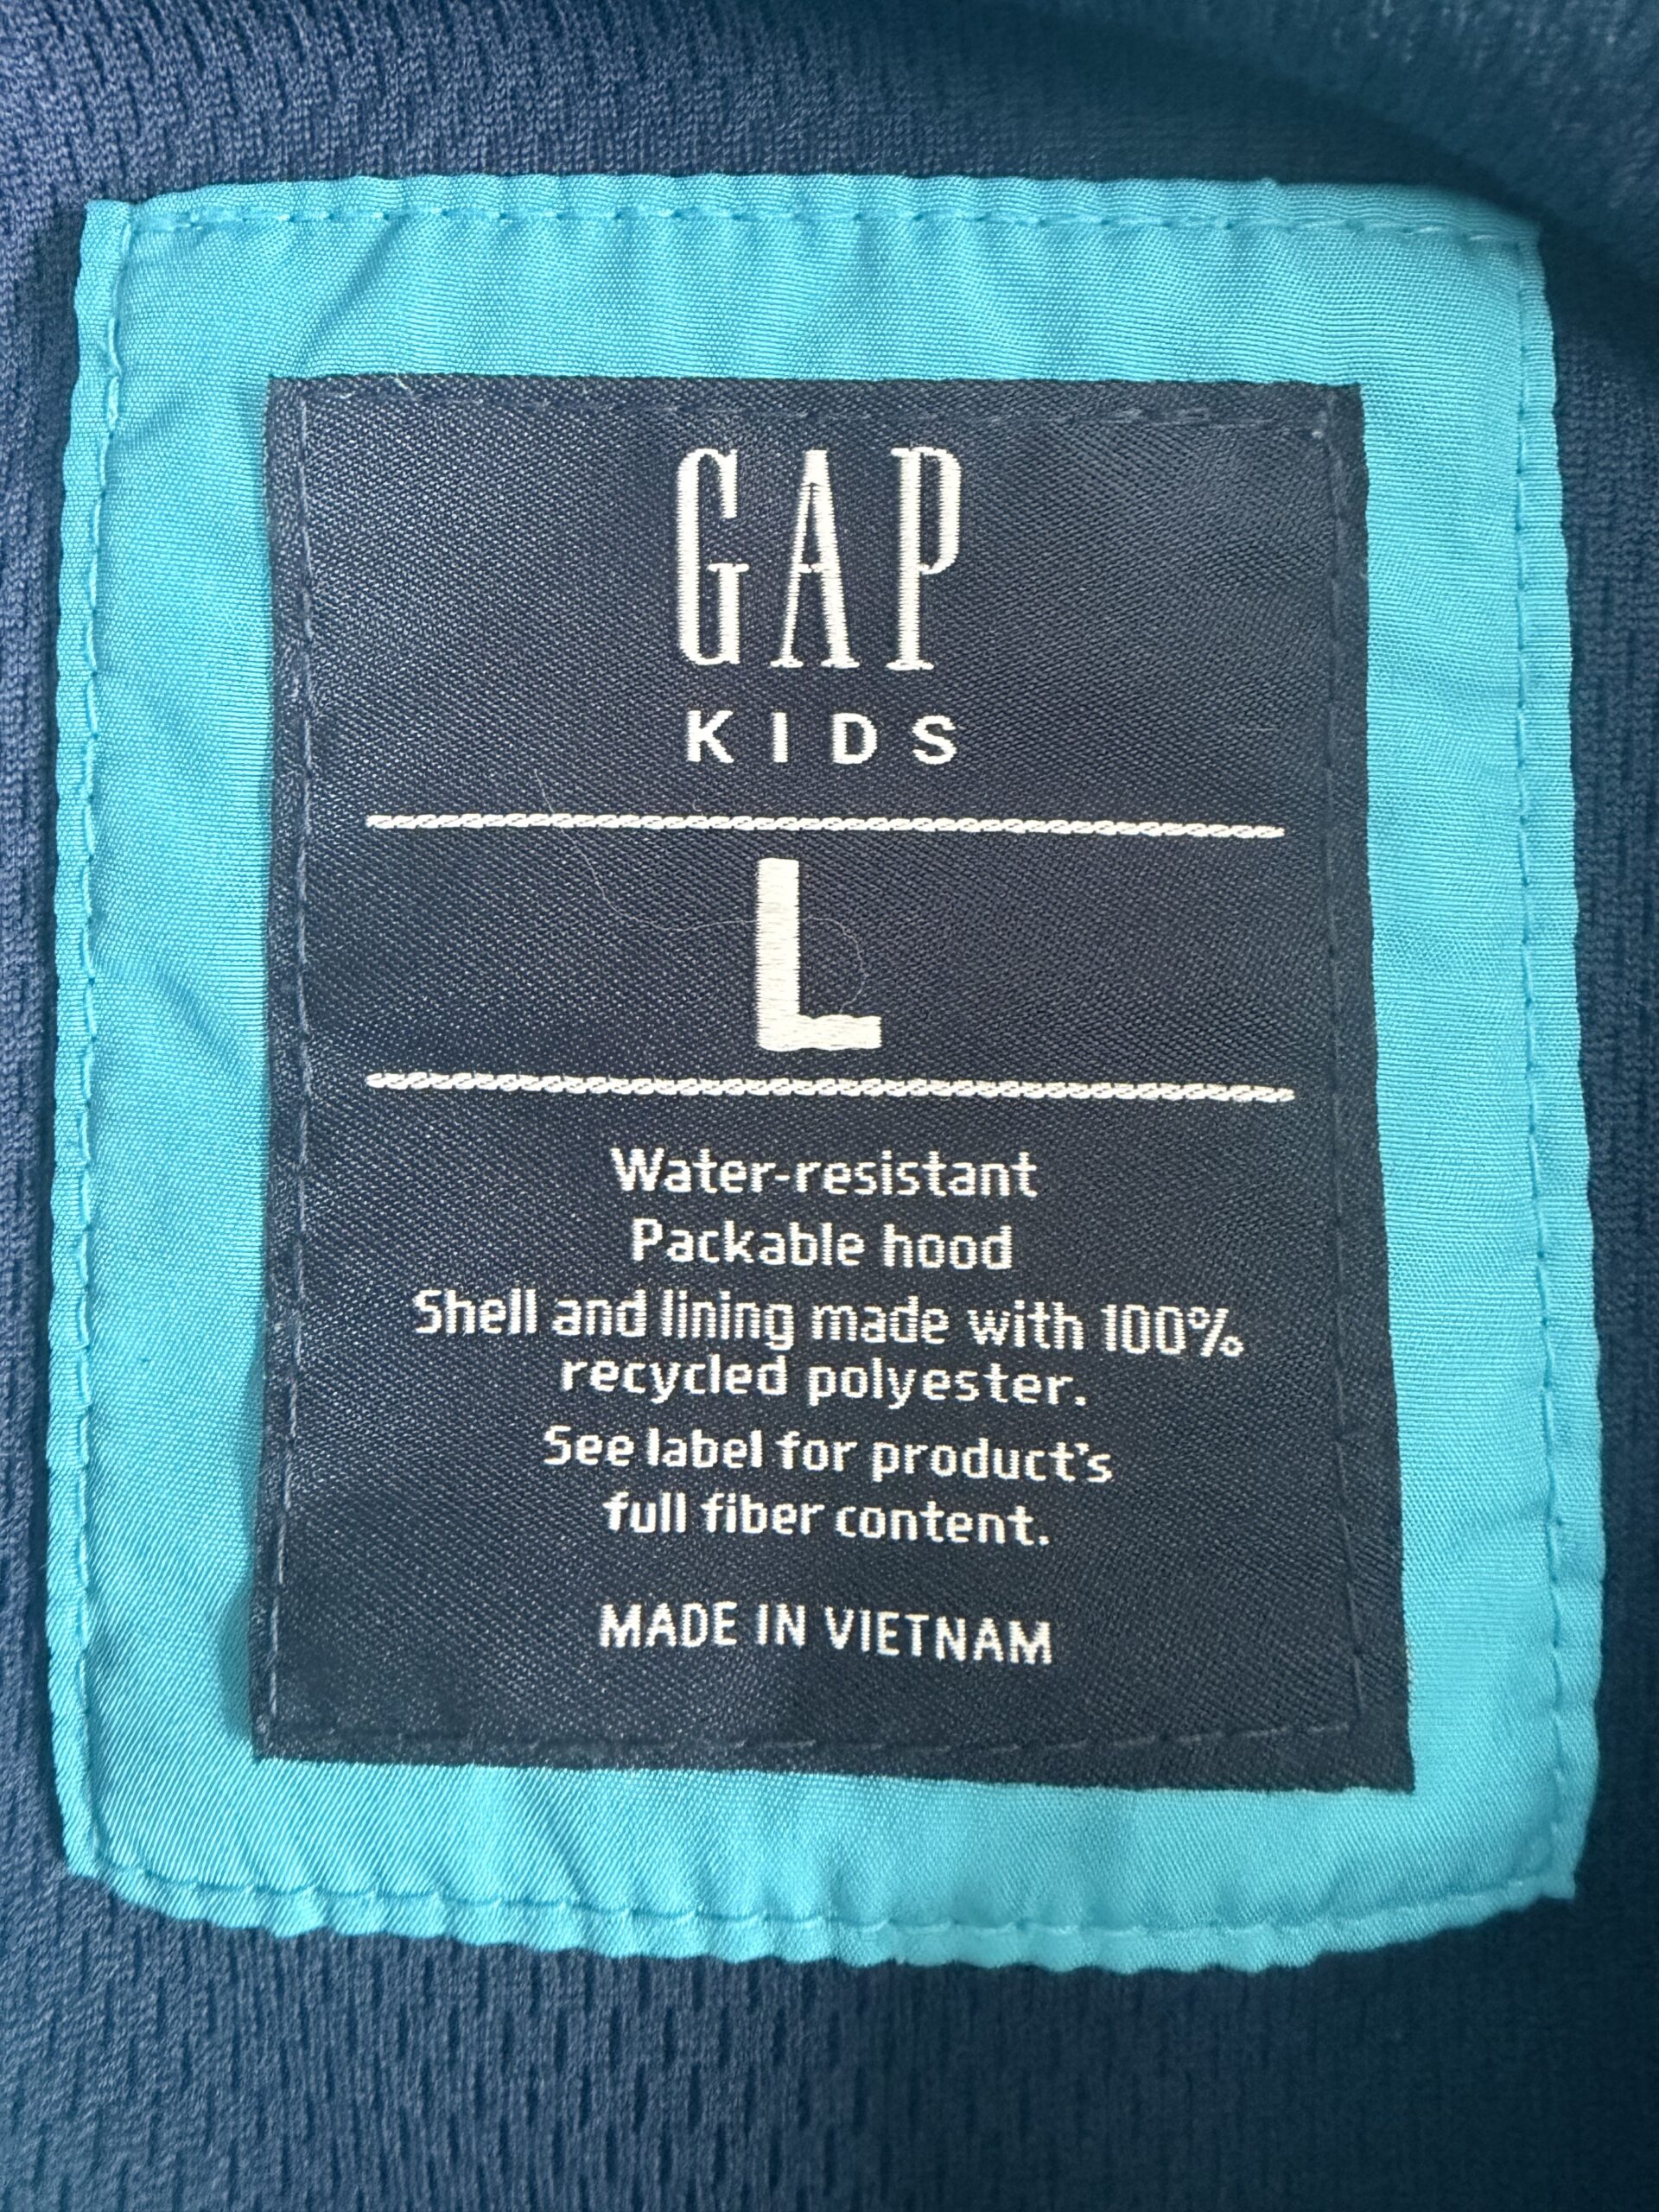 GAP
KIDS
L
Water-resistant
Packable hood
Shell and lining made with 100%
recycled polyester.
See label for product's
full fiber content.
MADE IN VIETNAM